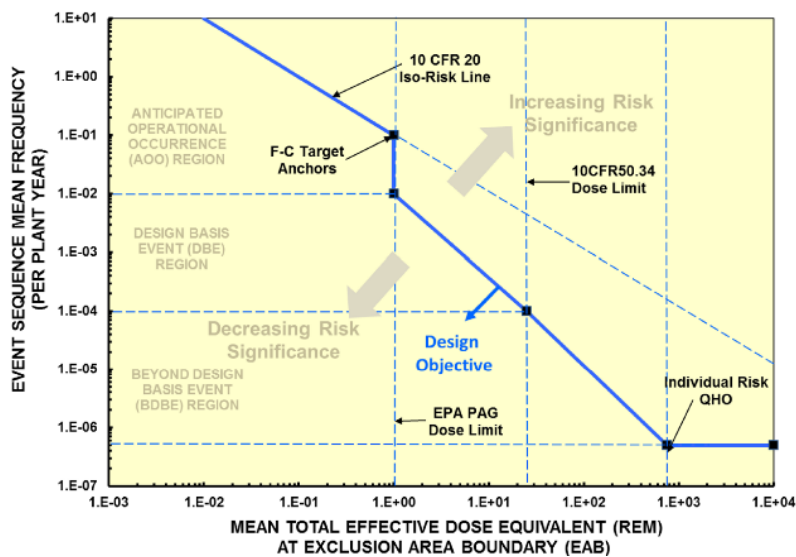 1.E+01
1.E+00
1.E-01
1.E-02
1.E-03
1.E-04
1.E-05
1.E-06
1.E-07
EVENT SEQUENCE MEAN FREQUENCY
(PER PLANT YEAR)
10 CFR 20
Iso-Risk Line
Increasing Risk
Significance
ANTICIPATED
OPERATIONAL
OCCURRENCE
(AOO) REGION
F-C Target
Anchors
10CFR50.34
Dose Limit
DESIGN BASIS
EVENT (DBE)
REGION
Decreasing Risk
Significance
Design
Objective
BEYOND DESIGN
BASIS EVENT
(BDBE) REGION
EPA PAG
Dose Limit
Individual Risk
QHO
1.E-03 1.E-02 1.E-01 1.E+00 1.E+01 1.E+02 1.E+03 1.E+04
MEAN TOTAL EFFECTIVE DOSE EQUIVALENT (REM)
AT EXCLUSION AREA BOUNDARY (EAB)